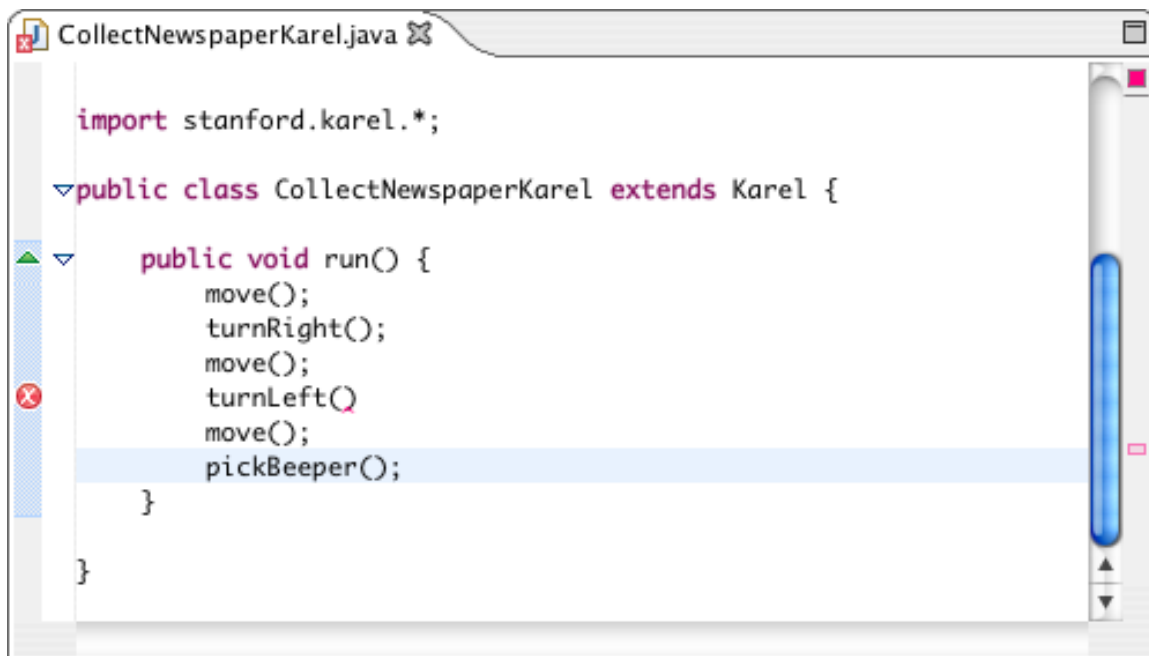 CollectNewspaperKarel.java
import stanford.karel.*;
public class CollectNewspaperKarel extends Karel {
public void run() {
move();
turnRight();
move();
turnLeft()
move();
pickBeeper();
}
}